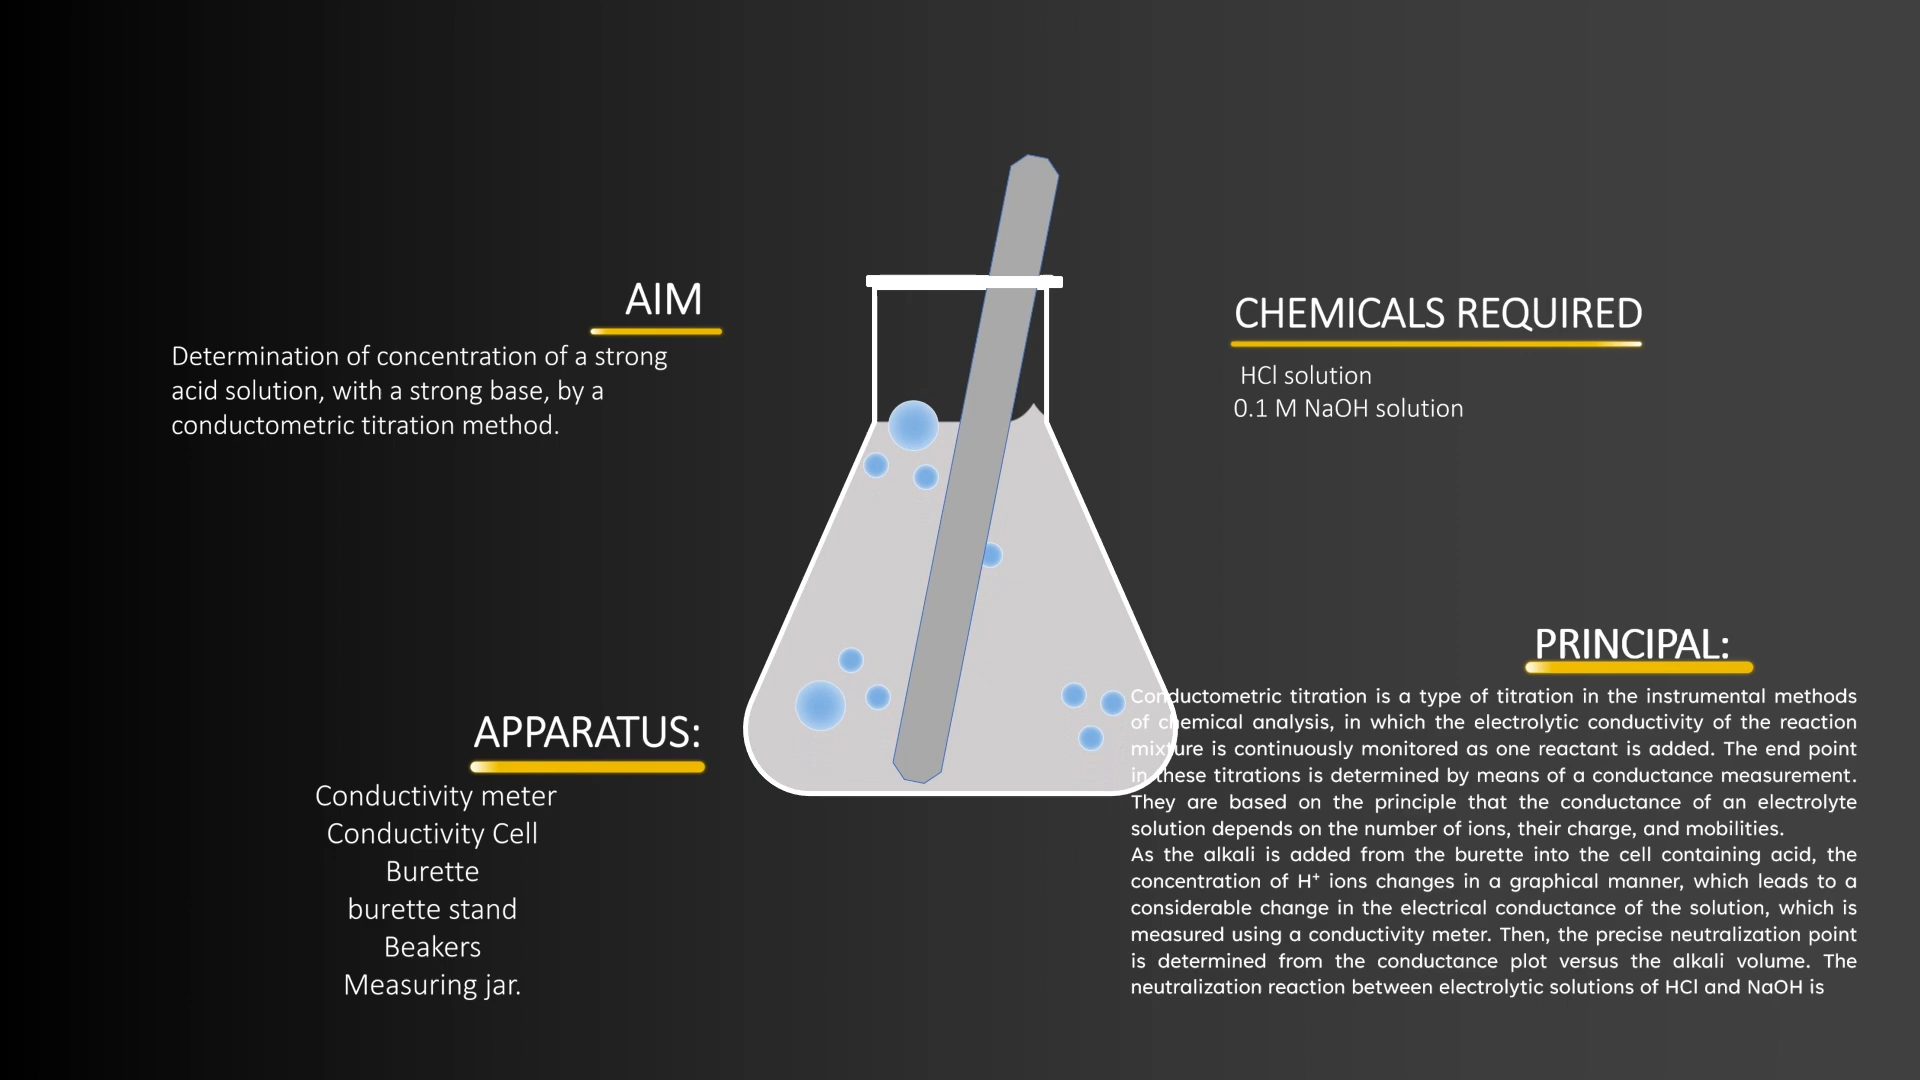 AIM
Determination of concentration of a strong
acid solution, with a strong base, by a
conductometric titration method.
CHEMICALS REQUIRED
HCl solution
0.1 M NaOH solution
APPARATUS:
Conductivity meter
Conductivity Cell
Burette
burette stand
Beakers
Measuring jar.
PRINCIPAL:
Conductometric titration is a type of titration in the instrumental methods
of chemical analysis, in which the electrolytic conductivity of the reaction
mixture is continuously monitored as one reactant is added. The end point
in these titrations is determined by means of a conductance measurement.
They are based on the principle that the conductance of an electrolyte
solution depends on the number of ions, their charge, and mobilities.
As the alkali is added from the burette into the cell containing acid, the
concentration of H⁺ ions changes in a graphical manner, which leads to a
considerable change in the electrical conductance of the solution, which is
measured using a conductivity meter. Then, the precise neutralization point
is determined from the conductance plot versus the alkali volume. The
neutralization reaction between electrolytic solutions of HCl and NaOH is